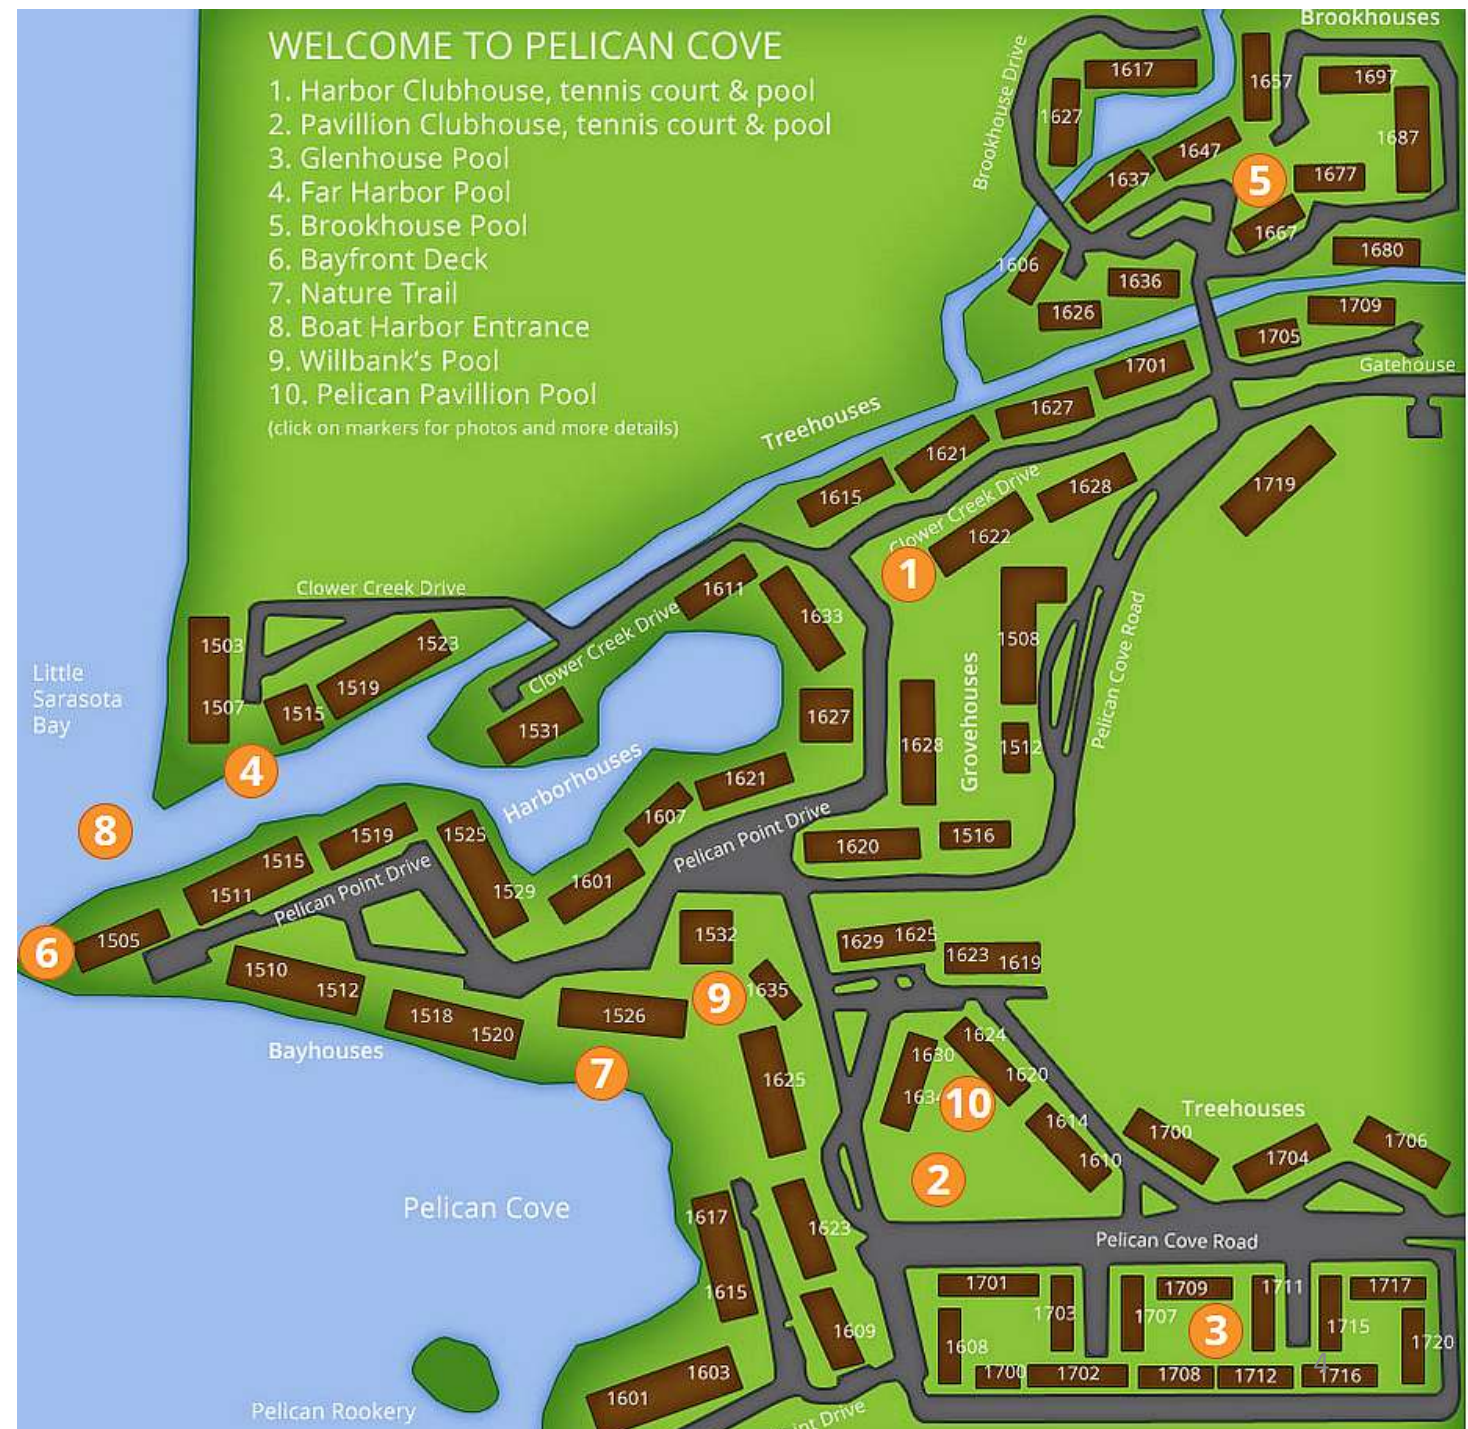 WELCOME TO PELICAN COVE
1. Harbor Clubhouse, tennis court & pool
2. Pavillion Clubhouse, tennis court & pool
3. Glenhouse Pool
4. Far Harbor Pool
5. Brookhouse Pool
6. Bayfront Deck
7. Nature Trail
8. Boat Harbor Entrance
9. Willbank's Pool
10. Pelican Pavillion Pool
(click on markers for photos and more details)
Brookhouses
Brookhouse Drive
1617
1627
1657
1697
1687
1647
1637
5
1677
1667
1606
1636
1626
1680
1709
1705
1701
Gatehouse
Treehouses
1627
1621
1615
Clower Creek Drive
1628
1622
1719
1
Clower Creek Drive
1503
1507
1523
1519
1515
4
Little
Sarasota
Bay
8
Clower Creek Drive
1611
1633
1531
1627
Harborhouses
1621
1607
1601
1508
1628
Grovehouses
1512
Pelican Cove Road
1620
1516
Pelican Point Drive
1519
1525
1515
1511
1529
Pelican Point Drive
6
1505
1510
1512
1518
1520
1526
Bayhouses
7
1532
9
1635
1625
1629
1625
1623
1619
1624
1630
1620
1634
10
1614
1610
2
Treehouses
1700
1704
1706
Pelican Cove
1617
1615
1623
1609
Pelican Cove Road
1701
1703
1707
1709
1711
1715
1717
3
1608
1720
1700
1702
1708
1712
4
1716
1603
1601
Pelican Rookery
int Drive